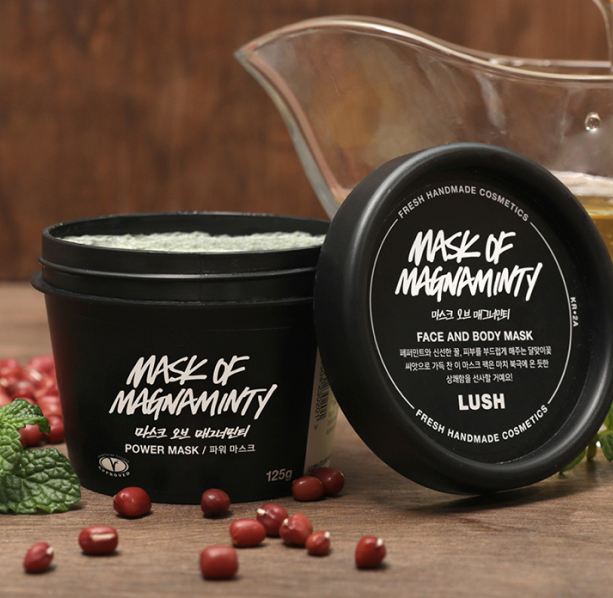 MASK OF
MAGNAMINTY
마스크 오브 매그너민티
POWER MASK / 파워 마스크
APPROVED
125g
FRESH HANDMADE COSMETICS
MASK OF
MAGNAMINTY
마스크 오브 매그너민티
FACE AND BODY MASK
페퍼민트와 신선한 꿀, 피부를 부드럽게 해주는 달맞이꽃
씨앗으로 가득 찬 이 마스크 팩은 마치 북극에 온 듯한
상쾌함을 선사할 거예요!
LUSH
FRESH HANDMADE COSMETICS
KR•2A